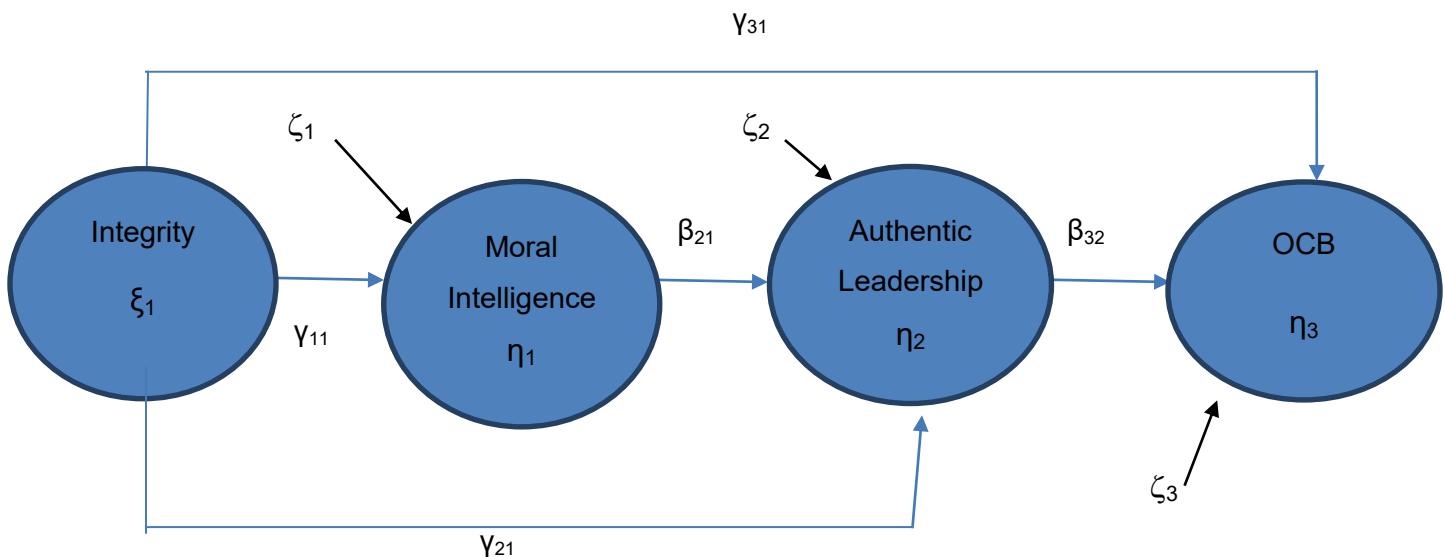 γ31
ζ1
ζ2
Integrity
ξ1
γ11
Moral
Intelligence
η1
β21
Authentic
Leadership
η2
β32
OCB
η3
ζ3
γ21